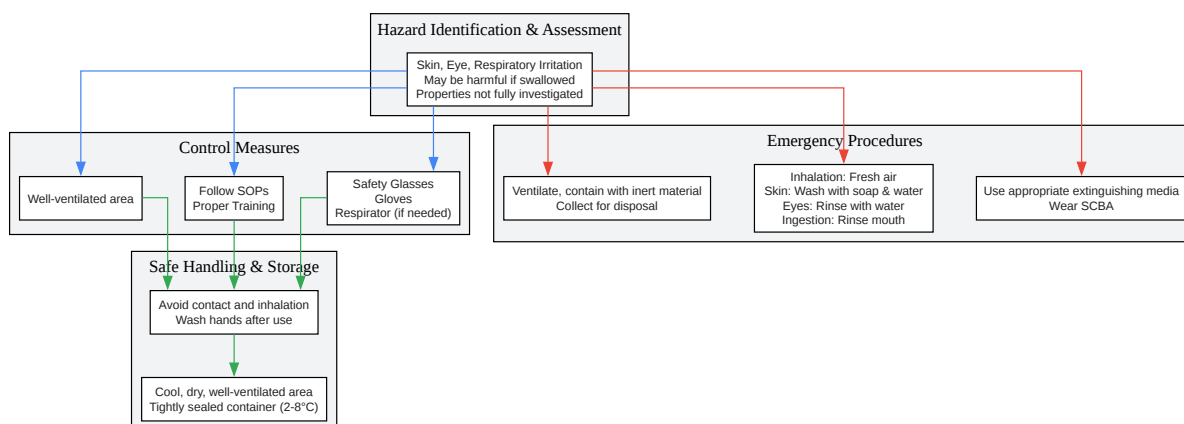 Hazard Identification & Assessment
Skin, Eye, Respiratory Irritation
May be harmful if swallowed
Properties not fully investigated
Control Measures
Well-ventilated area
Follow SOPs
Proper Training
Safety Glasses
Gloves
Respirator (if needed)
Emergency Procedures
Ventilate, contain with inert material
Collect for disposal
Inhalation: Fresh air
Skin: Wash with soap & water
Eyes: Rinse with water
Ingestion: Rinse mouth
Use appropriate extinguishing media
Wear SCBA
Safe Handling & Storage
Avoid contact and inhalation
Wash hands after use
Cool, dry, well-ventilated area
Tightly sealed container (2-8°C)